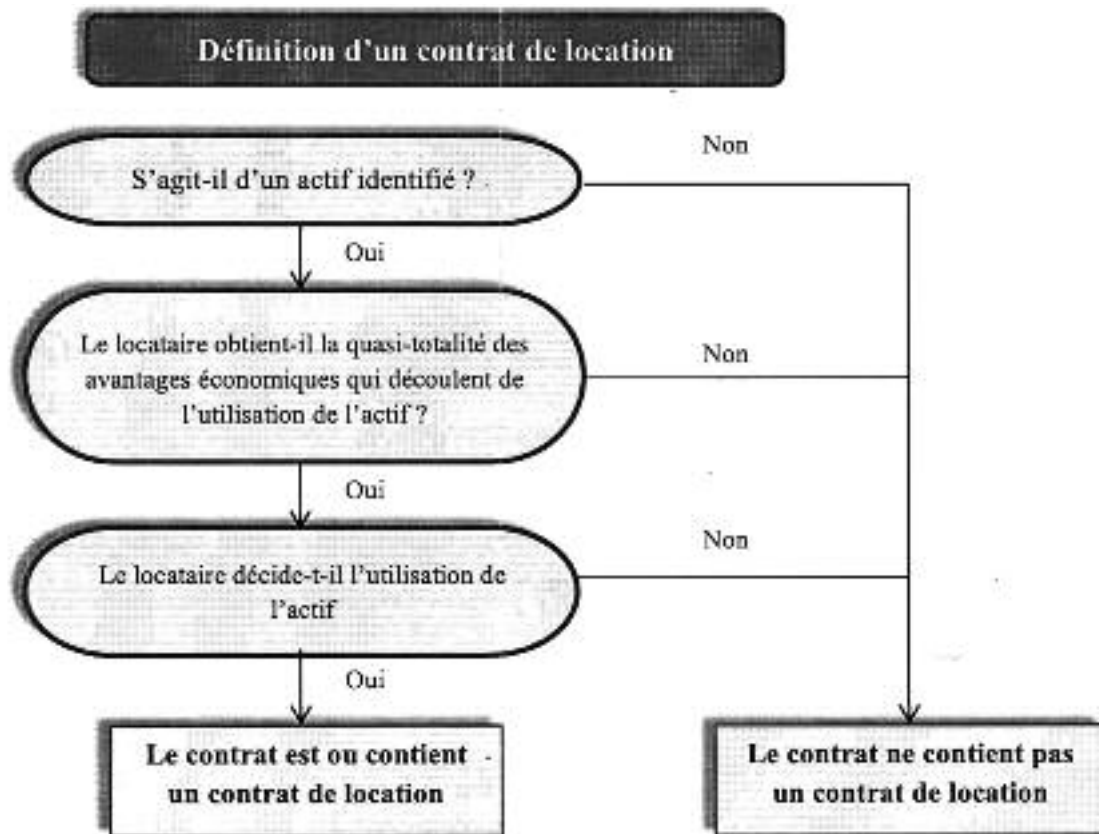 Définition d'un contrat de location
Non
S'agit-il d'un actif identifié ?
Oui
Le locataire obtient-il la quasi-totalité des
avantages économiques qui découlent de
l'utilisation de l'actif ?
Non
Oui
Non
Le locataire décide-t-il l'utilisation de
l'actif
Oui
Le contrat est ou contient
un contrat de location
Le contrat ne contient pas
un contrat de location